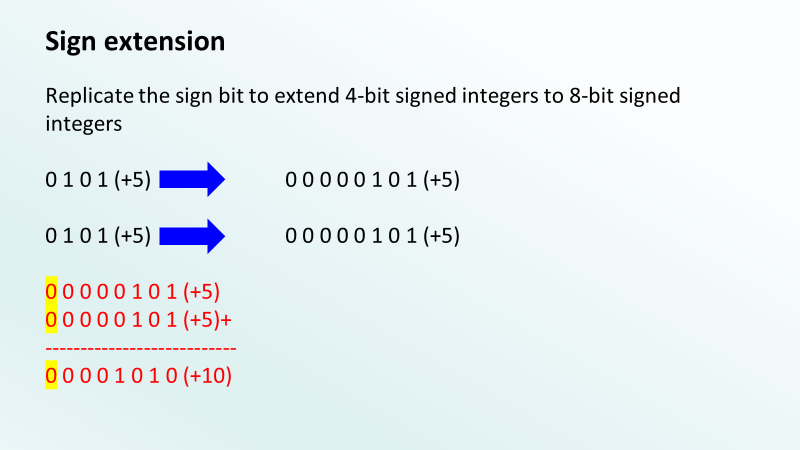 Sign extension
Replicate the sign bit to extend 4-bit signed integers to 8-bit signed
integers
0 1 0 1 (+5) 0 0 0 0 0 1 0 1 (+5)
0 1 0 1 (+5) 0 0 0 0 0 1 0 1 (+5)
0 0 0 0 0 1 0 1 (+5)
0 0 0 0 0 1 0 1 (+5)+
---------------------------
0 0 0 0 1 0 1 0 (+10)